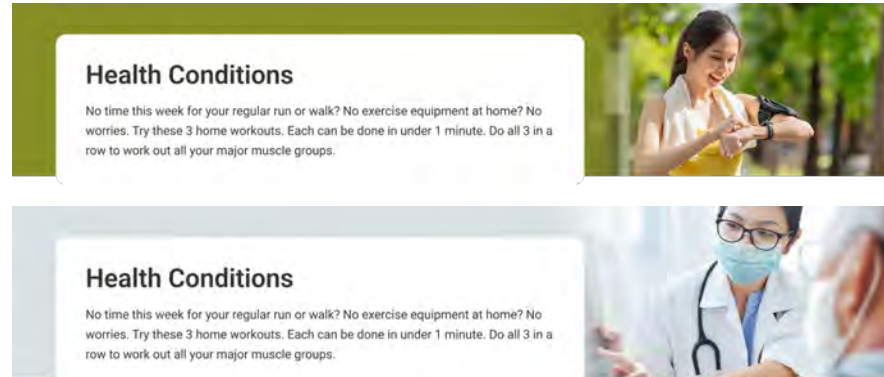 Health Conditions
No time this week for your regular run or walk? No exercise equipment at home? No
worries. Try these 3 home workouts. Each can be done in under 1 minute. Do all 3 in a
row to work out all your major muscle groups.
Health Conditions
No time this week for your regular run or walk? No exercise equipment at home? No
worries. Try these 3 home workouts. Each can be done in under 1 minute. Do all 3 in a
row to work out all your major muscle groups.